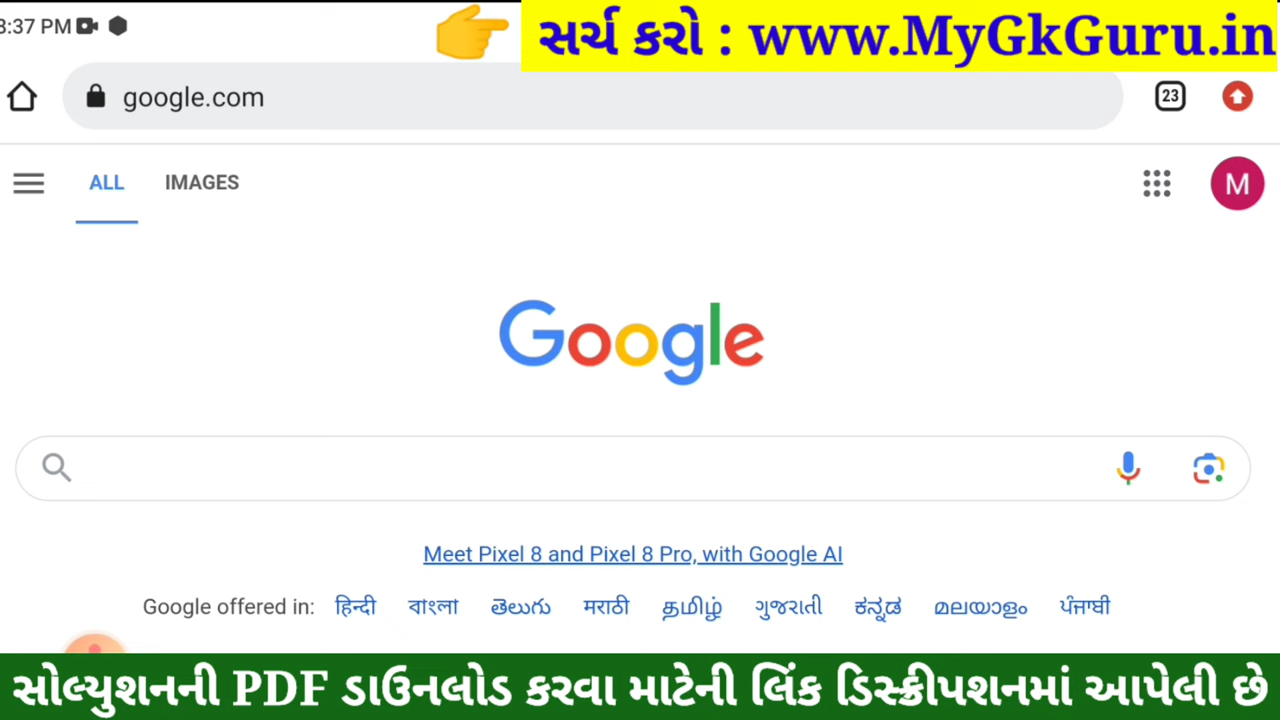 8:37 PM
સર્ચ કરો : www.MyGkGuru.in
google.com
23
ALL IMAGES
M
Google
Meet Pixel 8 and Pixel 8 Pro, with Google AI
Google offered in: हिन्दी বাংলা తెలుగు मराठी தமிழ் ગુજરાતી ಕನ್ನಡ മലയാളം ਪੰਜਾਬੀ
સોલ્યુશનની PDF ડાઉનલોડ કરવા માટેની લિંક ડિસ્ક્રીપશનમાં આપેલી છે